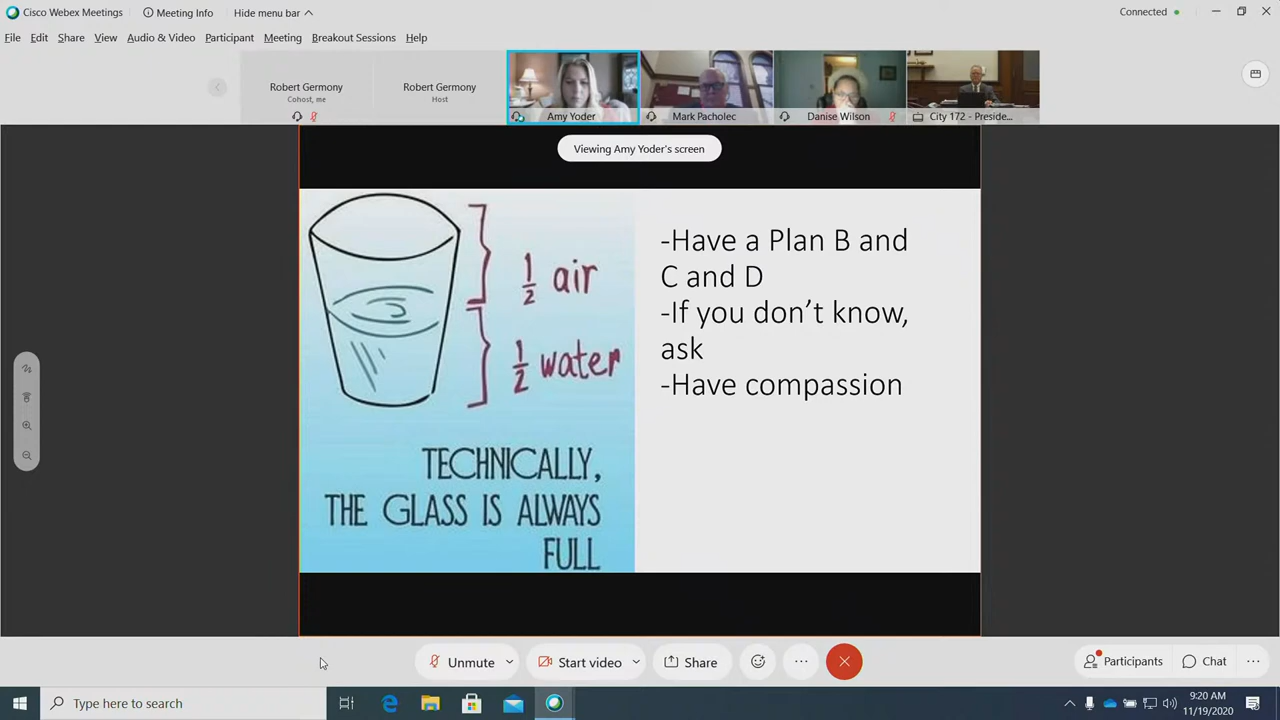 Cisco Webex Meetings
Meeting Info
Hide menu bar
Connected
File Edit Share View Audio & Video Participant Meeting Breakout Sessions Help
Robert Germony
Cohost, me
Robert Germony
Host
Amy Yoder
Mark Pacholec
Danise Wilson
City 172 - Preside...
Viewing Amy Yoder's screen
1/2 air
1/2 water
TECHNICALLY,
THE GLASS IS ALWAYS
FULL
-Have a Plan B and
C and D
-If you don't know,
ask
-Have compassion
Unmute
Start video
Share
Participants
Chat
Type here to search
9:20 AM
11/19/2020